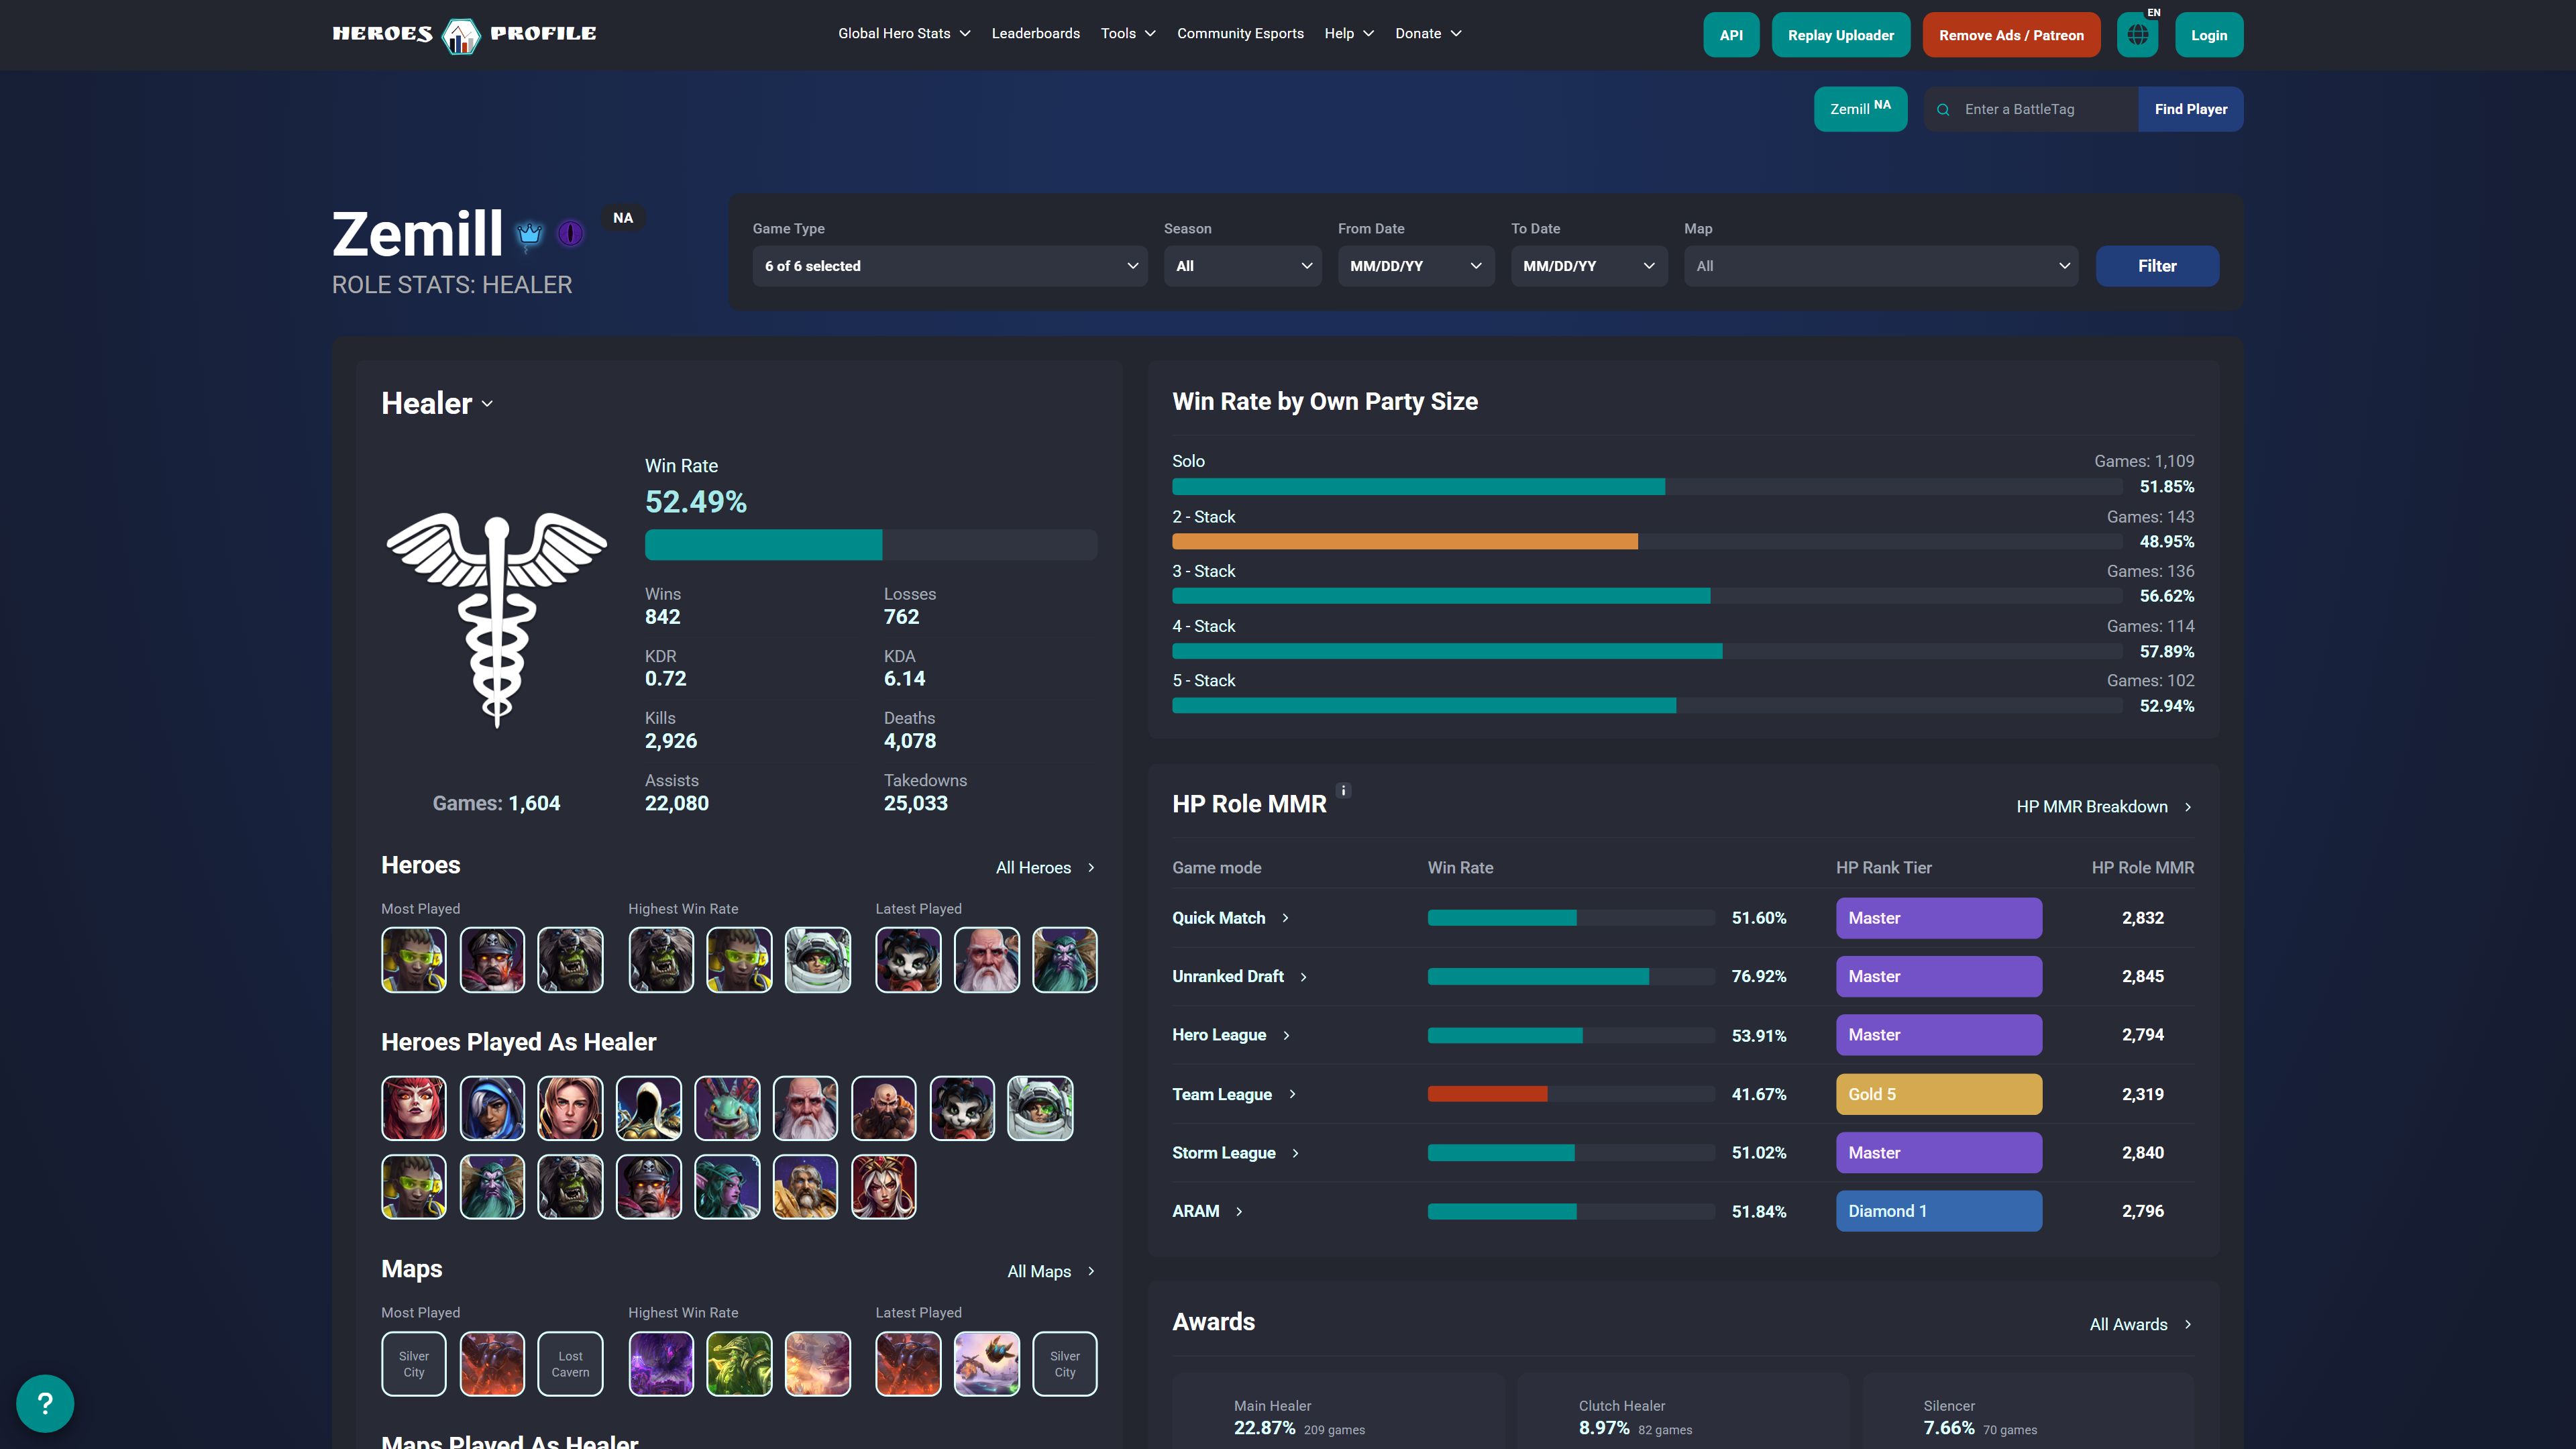 HEROES PROFILE
Global Hero Stats
Leaderboards
Tools
Community Esports
Help
Donate
API
Replay Uploader
Remove Ads / Patreon
EN
Login
Zemill NA
Enter a BattleTag
Find Player
Zemill
NA
ROLE STATS: HEALER
Game Type
6 of 6 selected
Season
All
From Date
MM/DD/YY
To Date
MM/DD/YY
Map
All
Filter
Healer
Win Rate
52.49%
Wins
842
Losses
762
KDR
0.72
KDA
6.14
Kills
2,926
Deaths
4,078
Assists
22,080
Takedowns
25,033
Games: 1,604
Heroes
All Heroes
Most Played
Highest Win Rate
Latest Played
Heroes Played As Healer
Maps
All Maps
Most Played
Highest Win Rate
Latest Played
Silver
City
Lost
Cavern
Silver
City
Maps Played As Healer
Win Rate by Own Party Size
Solo
Games: 1,109
51.85%
2 - Stack
Games: 143
48.95%
3 - Stack
Games: 136
56.62%
4 - Stack
Games: 114
57.89%
5 - Stack
Games: 102
52.94%
HP Role MMR i
HP MMR Breakdown
Game mode Win Rate HP Rank Tier HP Role MMR
Quick Match 51.60% Master 2,832
Unranked Draft 76.92% Master 2,845
Hero League 53.91% Master 2,794
Team League 41.67% Gold 5 2,319
Storm League 51.02% Master 2,840
ARAM 51.84% Diamond 1 2,796
Awards
All Awards
Main Healer
22.87% 209 games
Clutch Healer
8.97% 82 games
Silencer
7.66% 70 games
?